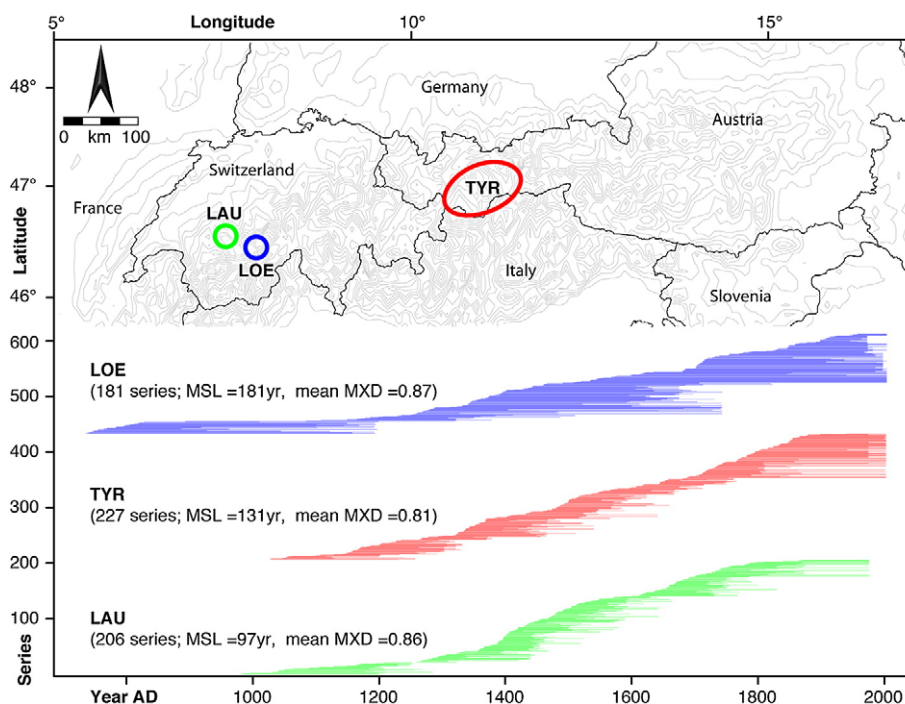 5° Longitude 10° 15°
48°
Germany
Austria
0 km 100
Switzerland
47°
TYR
France
LAU
Latitude
LOE
Italy
46°
Slovenia
600
LOE
(181 series; MSL =181yr, mean MXD=0.87)
500
400
TYR
(227 series; MSL =131yr, mean MXD=0.81)
300
200
LAU
(206 series; MSL =97yr, mean MXD =0.86)
100
Series
Year AD 1000 1200 1400 1600 1800 2000